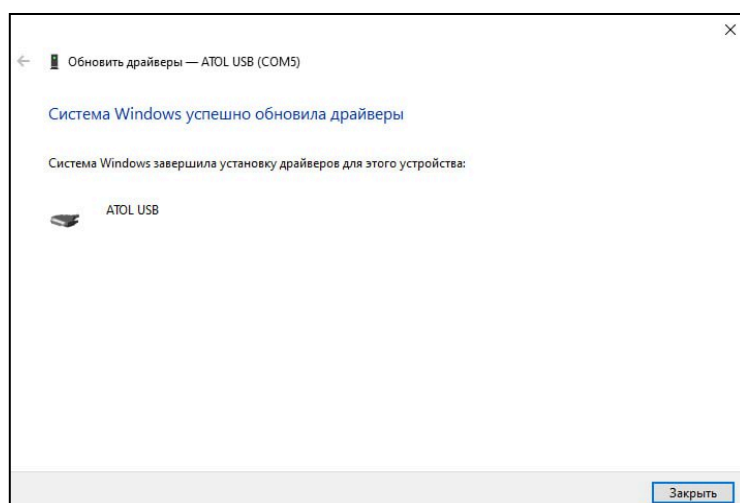 Обновить драйверы — ATOL USB (COM5)
Система Windows успешно обновила драйверы
Система Windows завершила установку драйверов для этого устройства:
ATOL USB
Закрыть